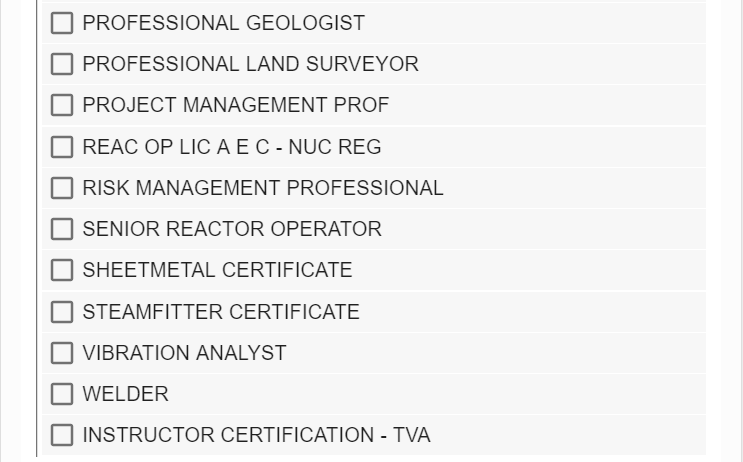 PROFESSIONAL GEOLOGIST
PROFESSIONAL LAND SURVEYOR
PROJECT MANAGEMENT PROF
REAC OP LIC A E C - NUC REG
RISK MANAGEMENT PROFESSIONAL
SENIOR REACTOR OPERATOR
SHEETMETAL CERTIFICATE
STEAMFITTER CERTIFICATE
VIBRATION ANALYST
WELDER
INSTRUCTOR CERTIFICATION - TVA